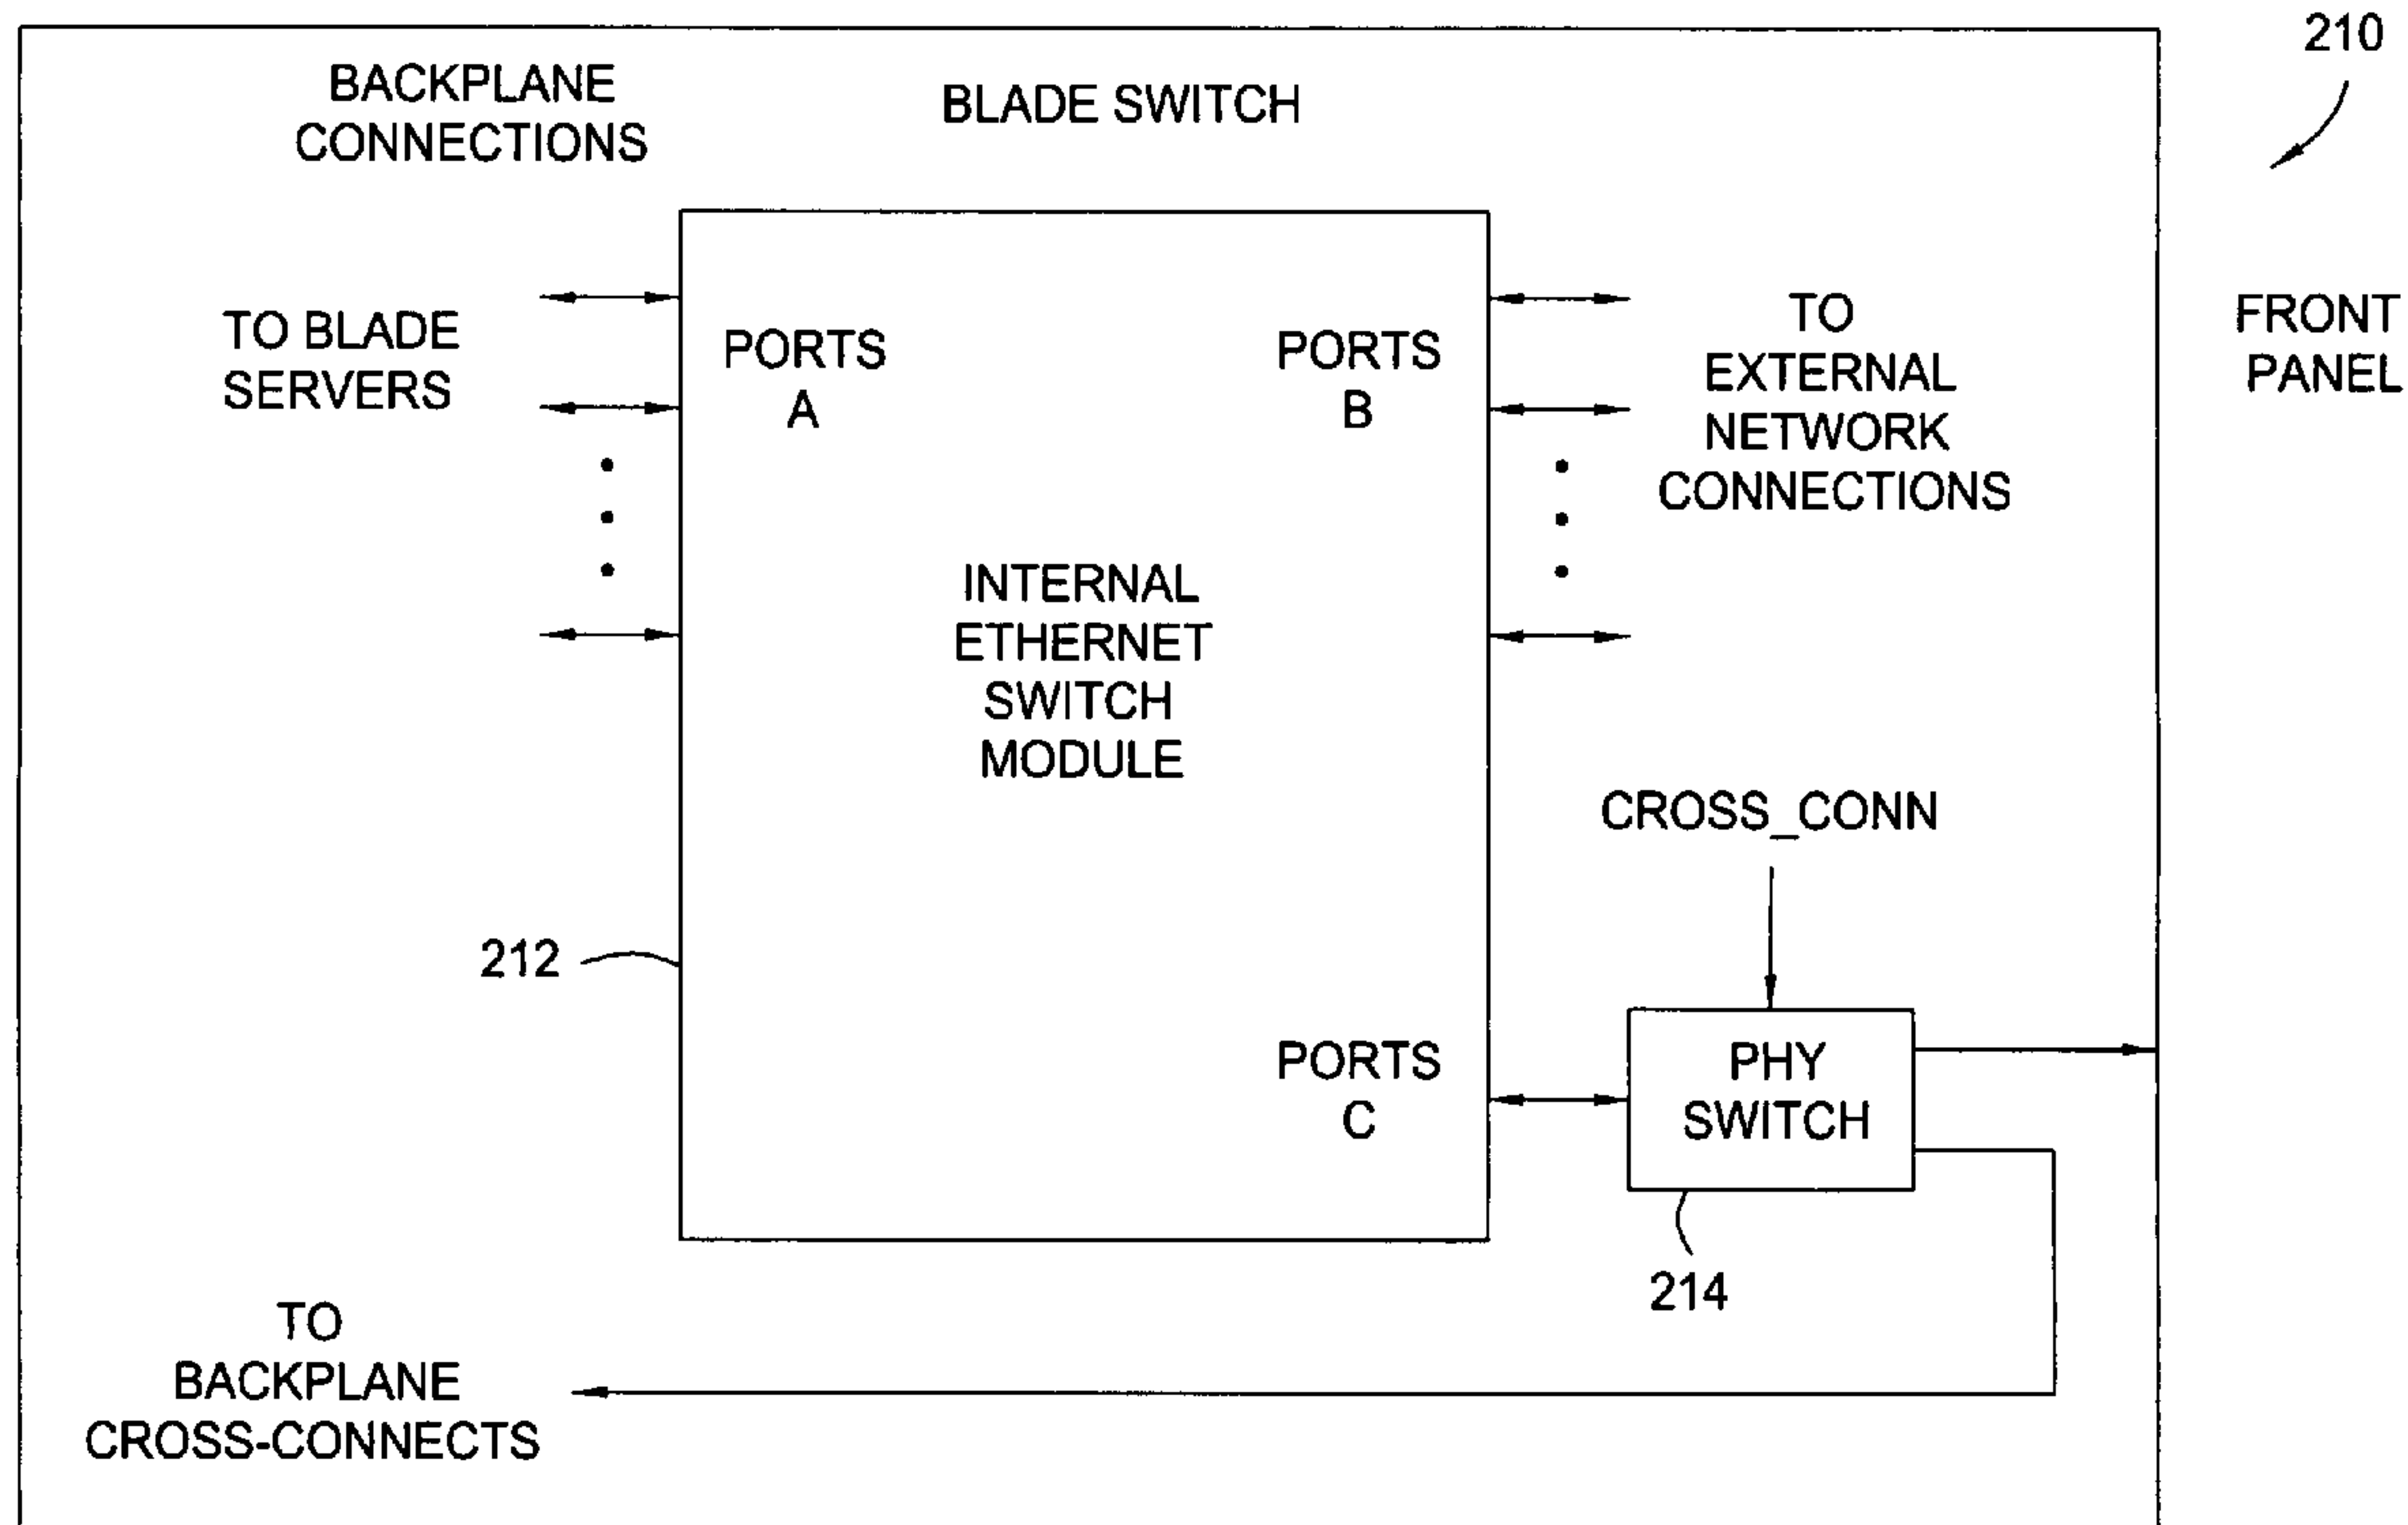 210
BACKPLANE
CONNECTIONS
BLADE SWITCH
TO BLADE
SERVERS
PORTS
A
PORTS
B
TO
EXTERNAL
NETWORK
CONNECTIONS
FRONT
PANEL
INTERNAL
ETHERNET
SWITCH
MODULE
CROSS_CONN
212
PORTS
C
PHY
SWITCH
214
TO
BACKPLANE
CROSS-CONNECTS